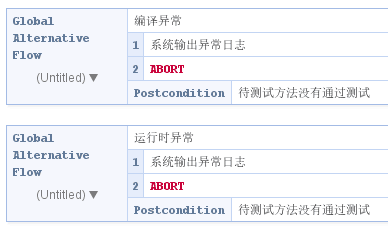 Global Alternative Flow
(Untitled) ▼
编译异常
1 系统输出异常日志
2 ABORT
Postcondition 待测试方法没有通过测试
Global Alternative Flow
(Untitled) ▼
运行时异常
1 系统输出异常日志
2 ABORT
Postcondition 待测试方法没有通过测试